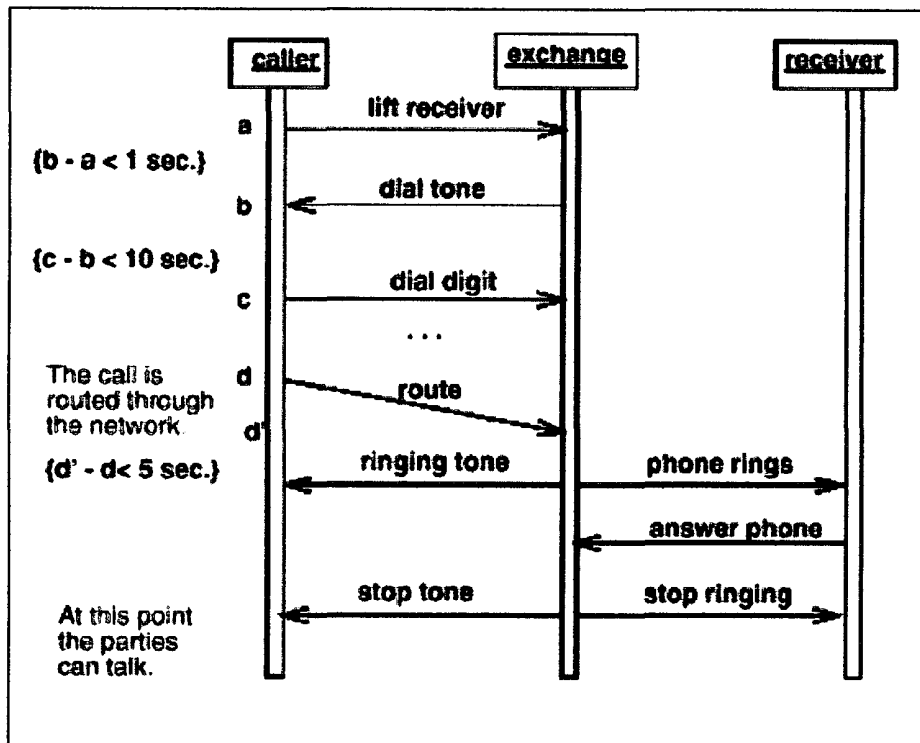 caller
exchange
receiver
lift receiver
a
{b - a < 1 sec.}
dial tone
b
{c - b < 10 sec.}
dial digit
c
. . .
The call is
routed through
the network.
d
route
d'
{d' - d< 5 sec.}
ringing tone
phone rings
answer phone
stop tone
stop ringing
At this point
the parties
can talk.